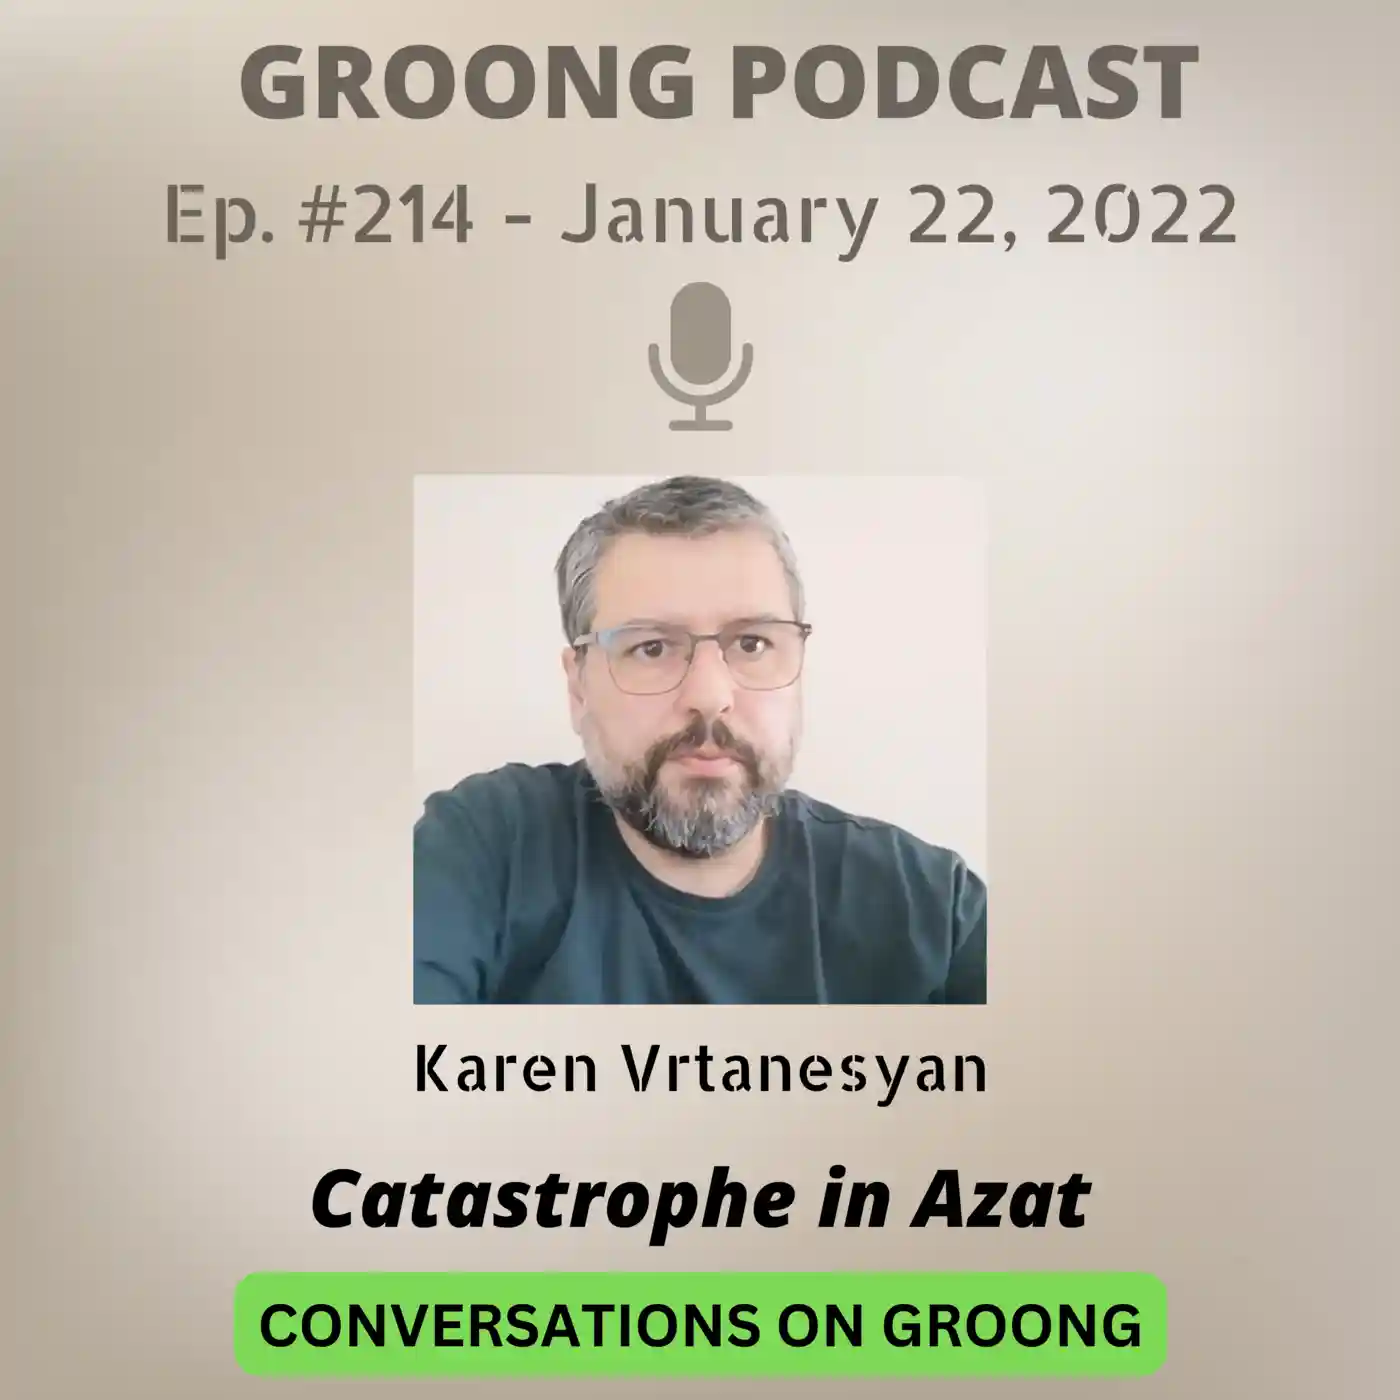 GROONG PODCAST
Ep. #214 - January 22, 2022
Karen Vrtanesyan
Catastrophe in Azat
CONVERSATIONS ON GROONG